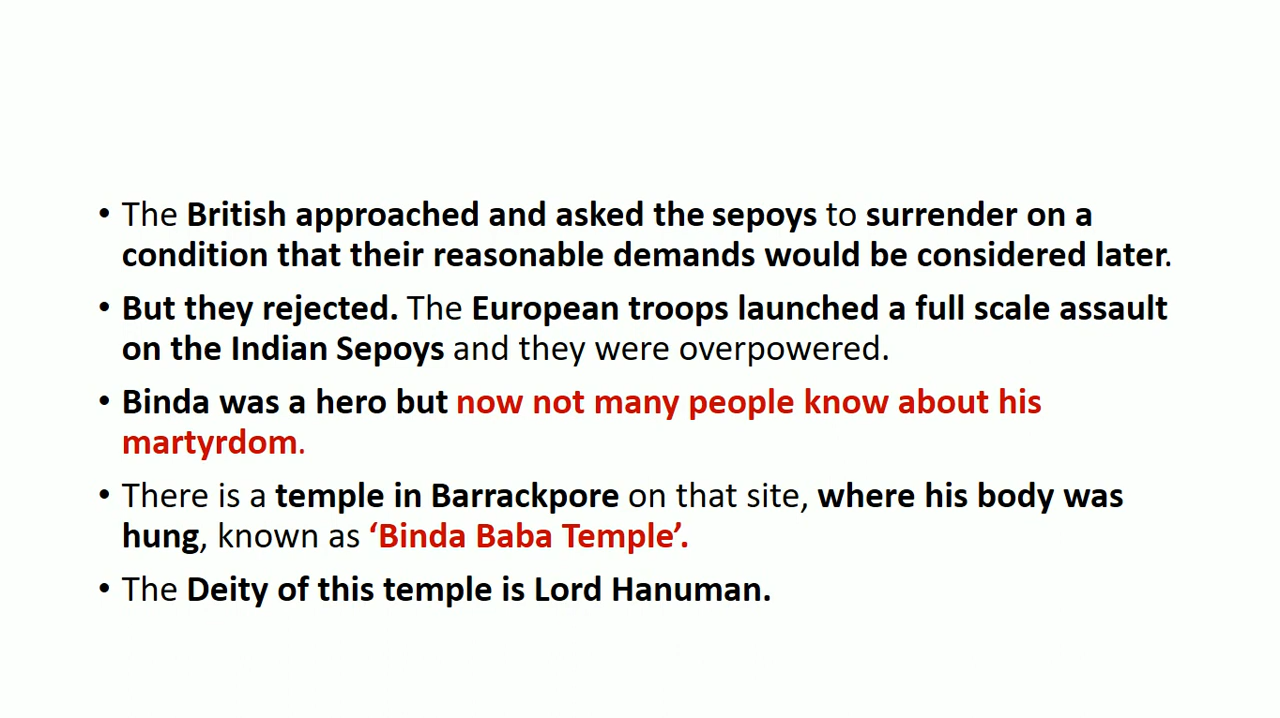 • The British approached and asked the sepoys to surrender on a
condition that their reasonable demands would be considered later.
• But they rejected. The European troops launched a full scale assault
on the Indian Sepoys and they were overpowered.
• Binda was a hero but now not many people know about his
martyrdom.
• There is a temple in Barrackpore on that site, where his body was
hung, known as ‘Binda Baba Temple’.
• The Deity of this temple is Lord Hanuman.